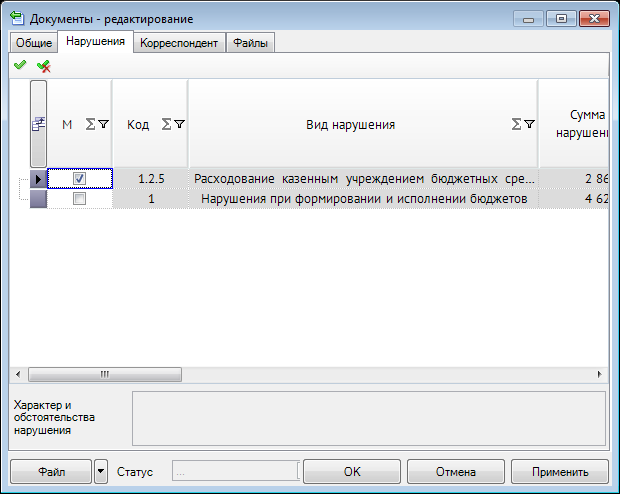 Документы - редактирование
Общие Нарушения Корреспондент Файлы
М Σ Код Σ Вид нарушения Σ Сумма
нарушени
1.2.5 Расходование казенным учреждением бюджетных сре... 2 86
1 Нарушения при формировании и исполнении бюджетов 4 62
Характер и
обстоятельства
нарушения
Файл Статус ... OK Отмена Применить